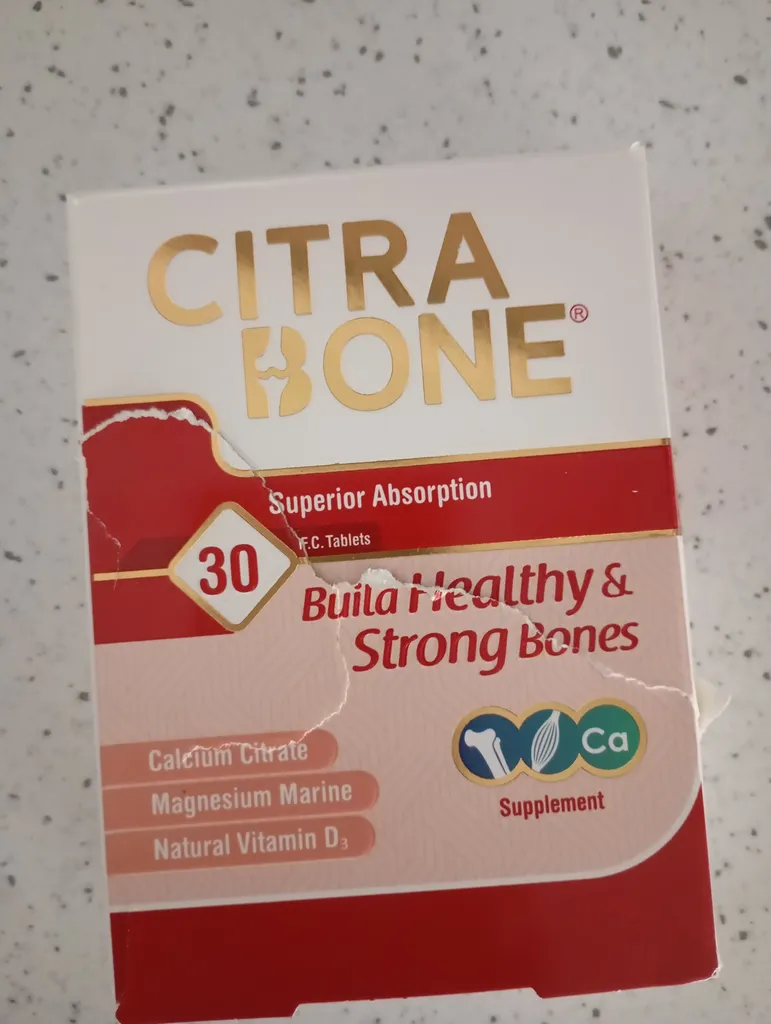 CITRA
BONE®
Superior Absorption
30
F.C. Tablets
Build Healthy &
Strong Bones
Ca
Supplement
Calcium Citrate
Magnesium Marine
Natural Vitamin D₃